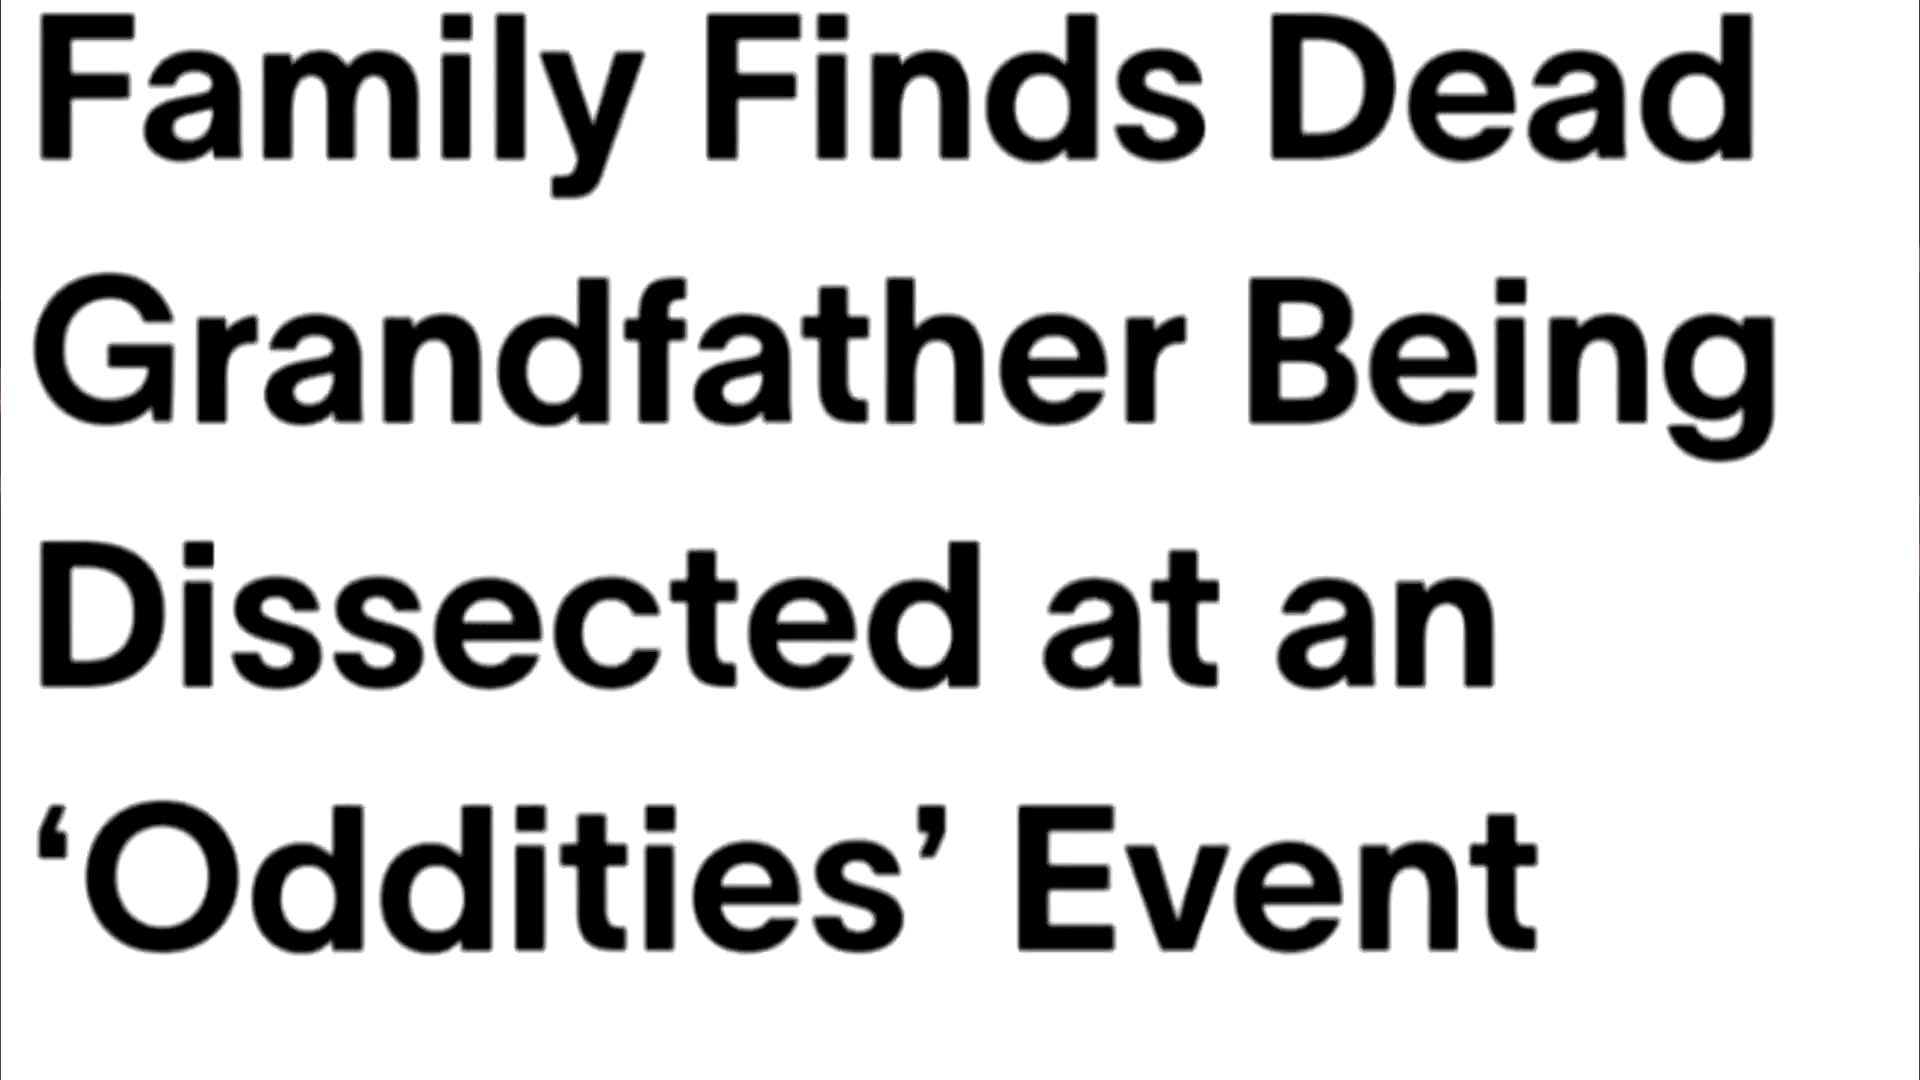 Family Finds Dead
Grandfather Being
Dissected at an
‘Oddities’ Event